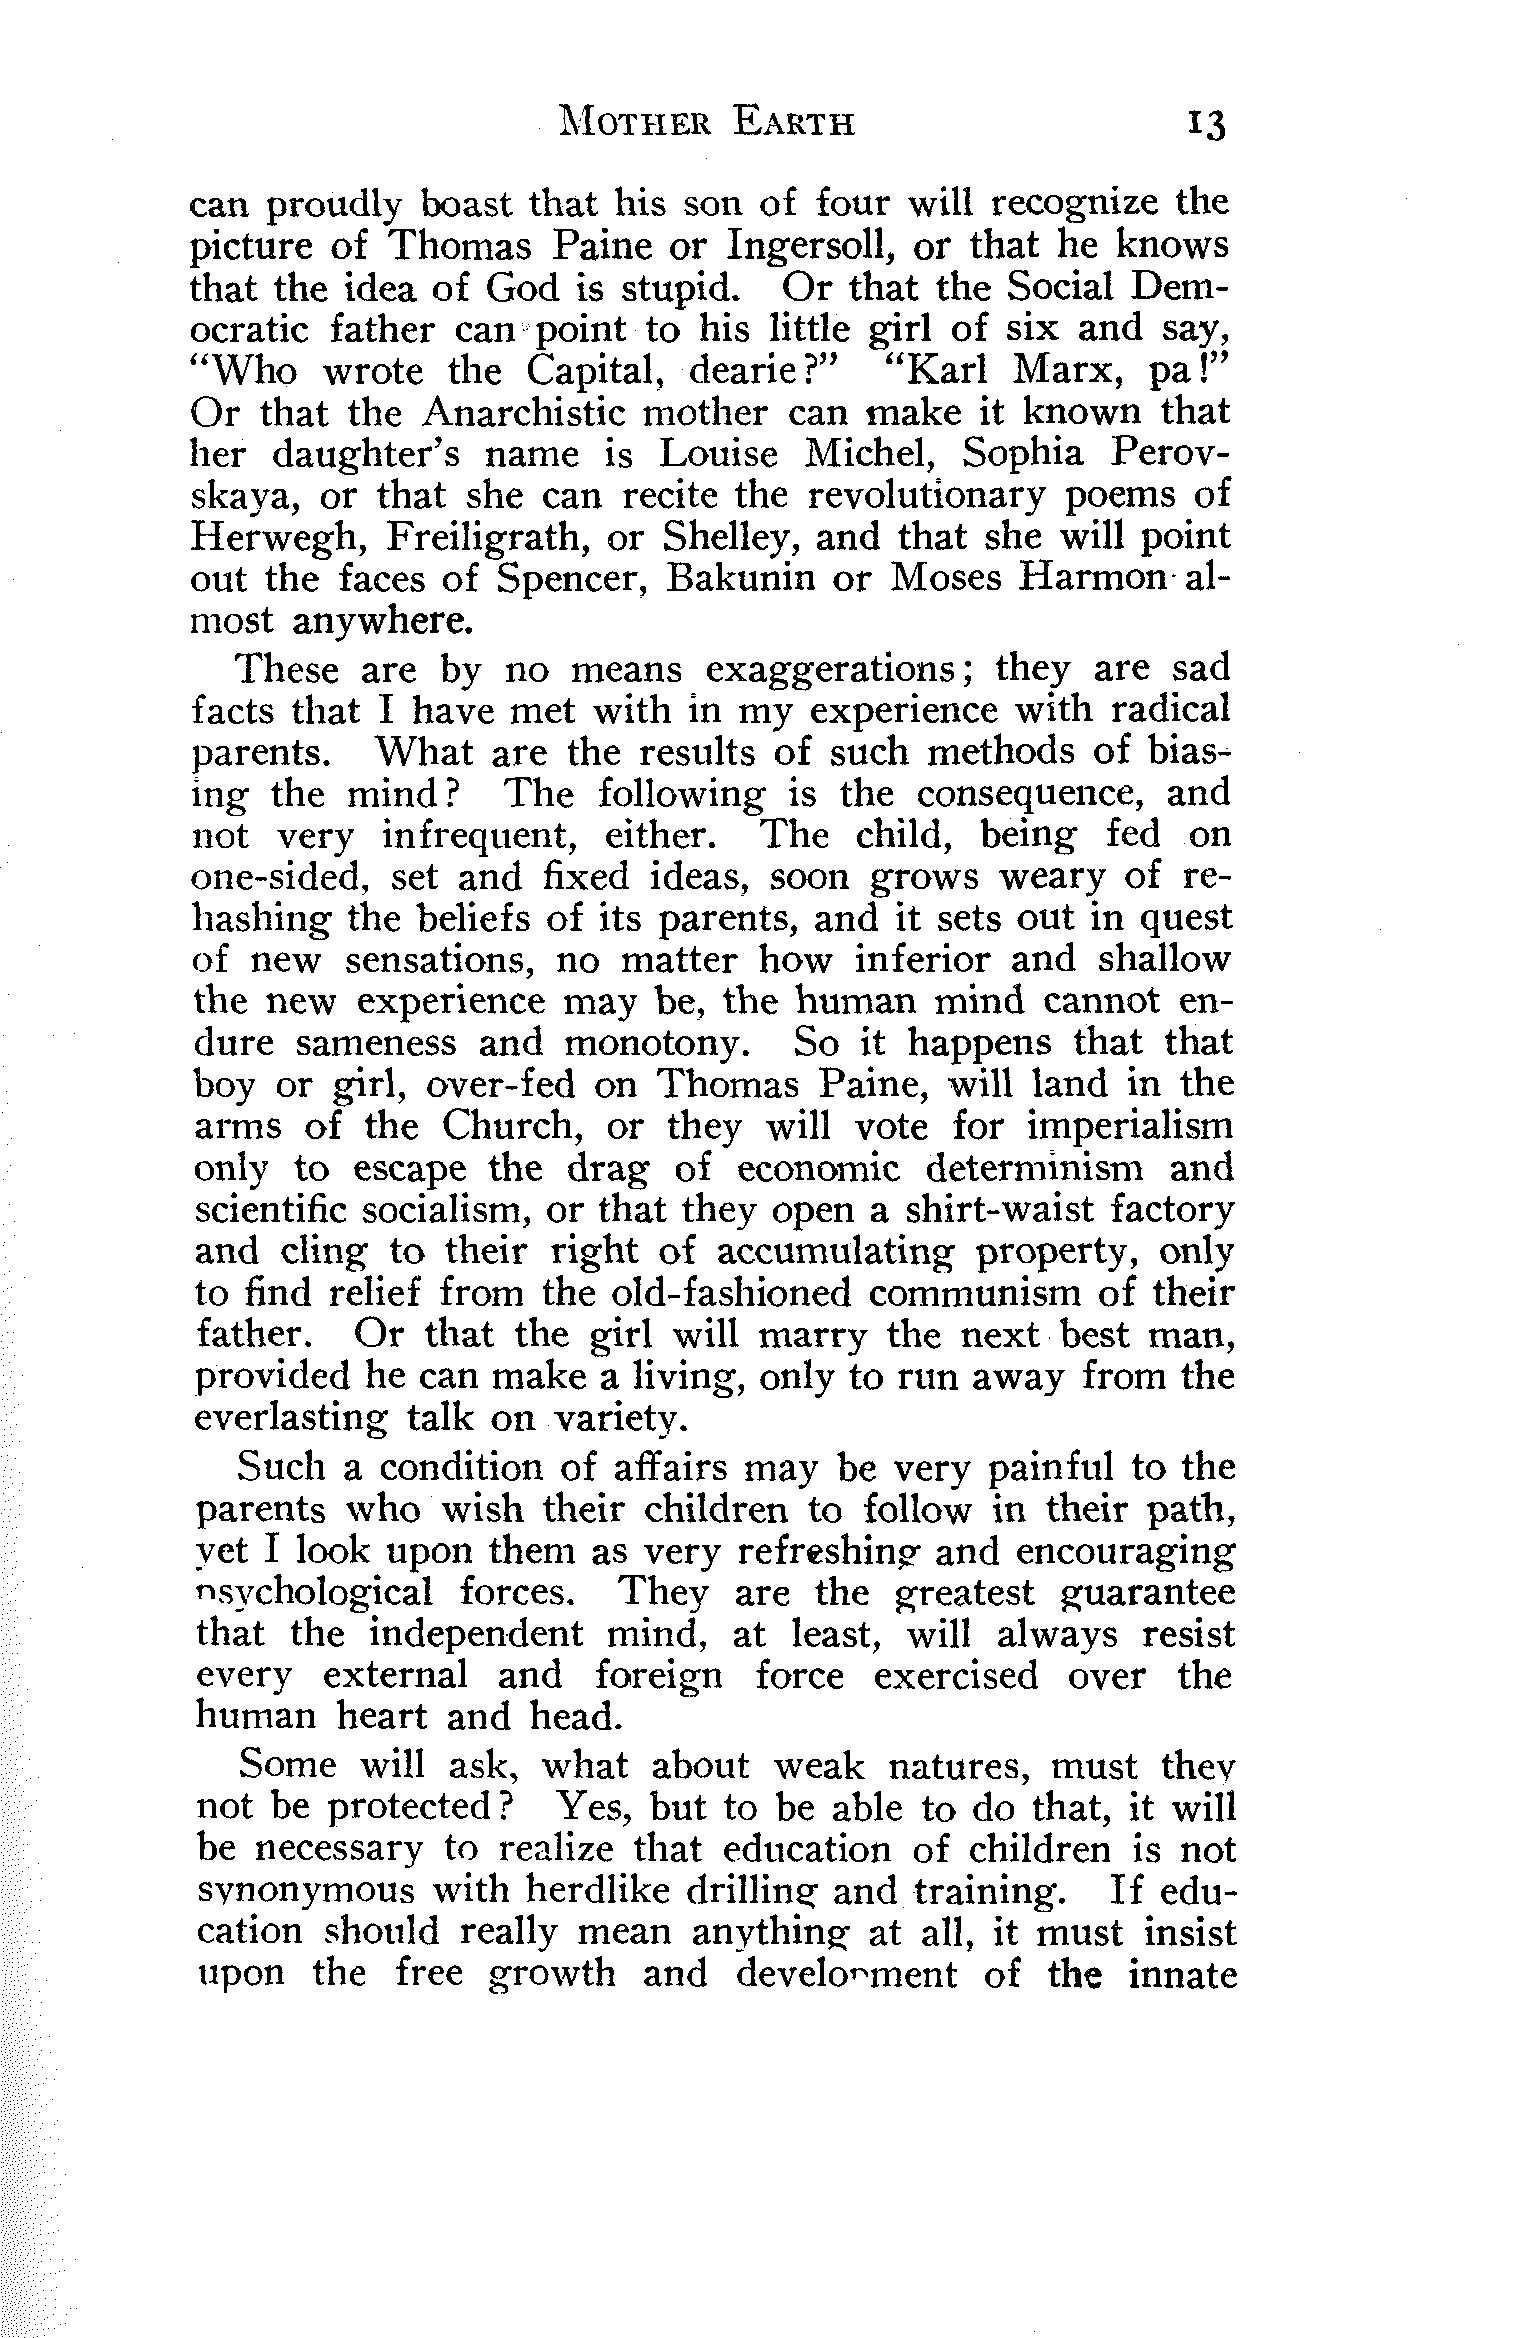 MOTHER EARTH 13
can proudly boast that his son of four will recognize the
picture of Thomas Paine or Ingersoll, or that he knows
that the idea of God is stupid. Or that the Social Dem-
ocratic father can point to his little girl of six and say,
“Who wrote the Capital, dearie?” “Karl Marx, pa!”
Or that the Anarchistic mother can make it known that
her daughter’s name is Louise Michel, Sophia Perov-
skaya, or that she can recite the revolutionary poems of
Herwegh, Freiligrath, or Shelley, and that she will point
out the faces of Spencer, Bakunin or Moses Harmon al-
most anywhere.
These are by no means exaggerations; they are sad
facts that I have met with in my experience with radical
parents. What are the results of such methods of bias-
ing the mind? The following is the consequence, and
not very infrequent, either. The child, being fed on
one-sided, set and fixed ideas, soon grows weary of re-
hashing the beliefs of its parents, and it sets out in quest
of new sensations, no matter how inferior and shallow
the new experience may be, the human mind cannot en-
dure sameness and monotony. So it happens that that
boy or girl, over-fed on Thomas Paine, will land in the
arms of the Church, or they will vote for imperialism
only to escape the drag of economic determinism and
scientific socialism, or that they open a shirt-waist factory
and cling to their right of accumulating property, only
to find relief from the old-fashioned communism of their
father. Or that the girl will marry the next best man,
provided he can make a living, only to run away from the
everlasting talk on variety.
Such a condition of affairs may be very painful to the
parents who wish their children to follow in their path,
yet I look upon them as very refreshing and encouraging
psychological forces. They are the greatest guarantee
that the independent mind, at least, will always resist
every external and foreign force exercised over the
human heart and head.
Some will ask, what about weak natures, must they
not be protected? Yes, but to be able to do that, it will
be necessary to realize that education of children is not
synonymous with herdlike drilling and training. If edu-
cation should really mean anything at all, it must insist
upon the free growth and development of the innate